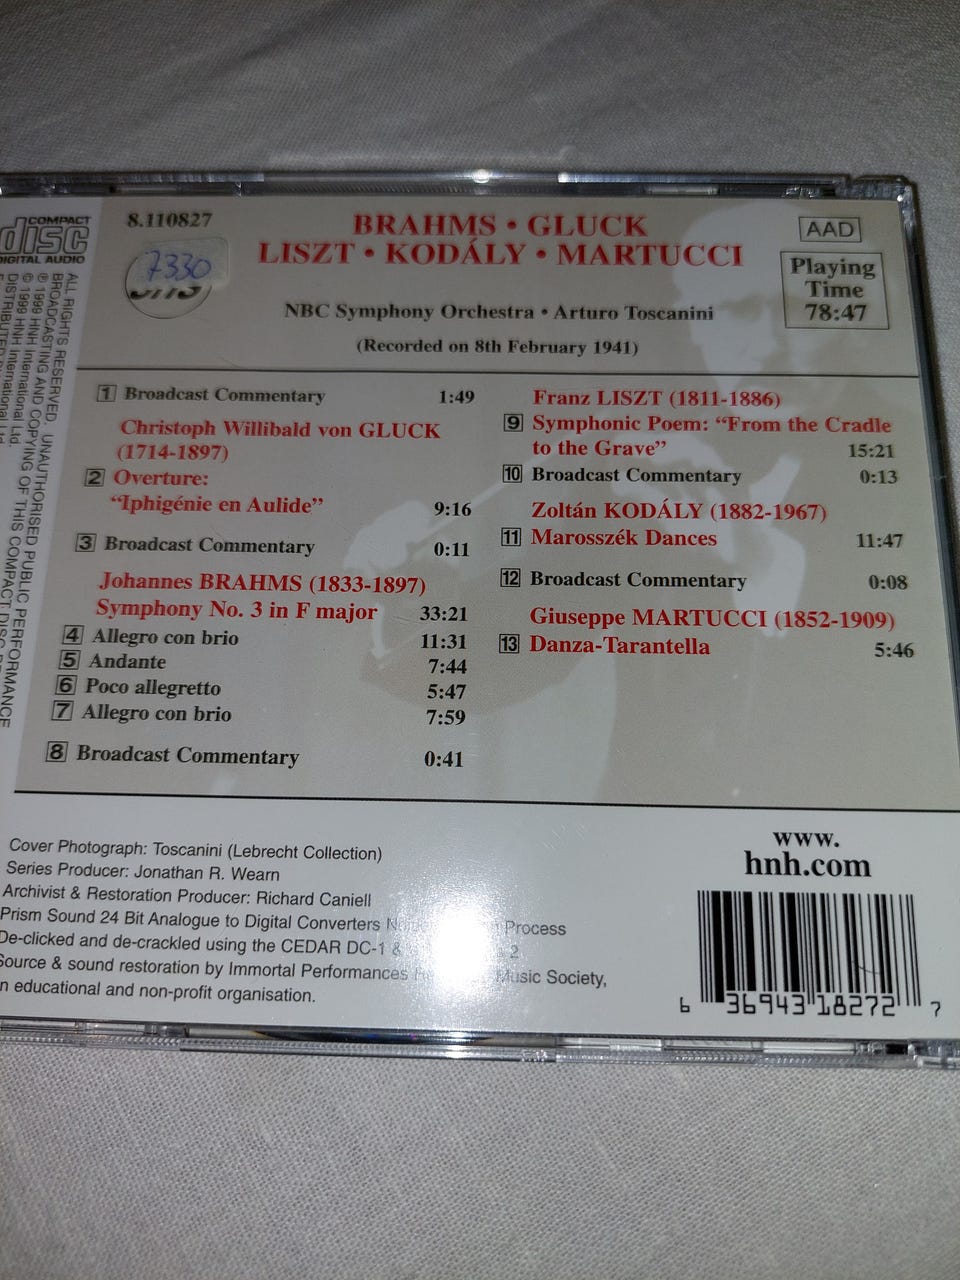 COMPACT
disc
DIGITAL AUDIO
8.110827
7330
BRAHMS • GLUCK
LISZT • KODÁLY • MARTUCCI
AAD
Playing
Time
78:47
NBC Symphony Orchestra • Arturo Toscanini
(Recorded on 8th February 1941)
1 Broadcast Commentary 1:49
Christoph Willibald von GLUCK
(1714-1897)
2 Overture:
“Iphigénie en Aulide” 9:16
3 Broadcast Commentary 0:11
Johannes BRAHMS (1833-1897)
Symphony No. 3 in F major 33:21
4 Allegro con brio 11:31
5 Andante 7:44
6 Poco allegretto 5:47
7 Allegro con brio 7:59
8 Broadcast Commentary 0:41
Franz LISZT (1811-1886)
9 Symphonic Poem: “From the Cradle
to the Grave” 15:21
10 Broadcast Commentary 0:13
Zoltán KODÁLY (1882-1967)
11 Marosszék Dances 11:47
12 Broadcast Commentary 0:08
Giuseppe MARTUCCI (1852-1909)
13 Danza-Tarantella 5:46
ALL RIGHTS RESERVED. UNAUTHORISED PUBLIC PERFORMANCE
BROADCASTING AND COPYING OF THIS COMPACT DISC
℗ 1999 HNH International Ltd.
© 1999 HNH International Ltd.
Cover Photograph: Toscanini (Lebrecht Collection)
Series Producer: Jonathan R. Wearn
Archivist & Restoration Producer: Richard Caniell
Prism Sound 24 Bit Analogue to Digital Converters Process
De-clicked and de-crackled using the CEDAR DC-1 & 2
Source & sound restoration by Immortal Performances Music Society,
n educational and non-profit organisation.
www.
hnh.com
6 36943 18272 7